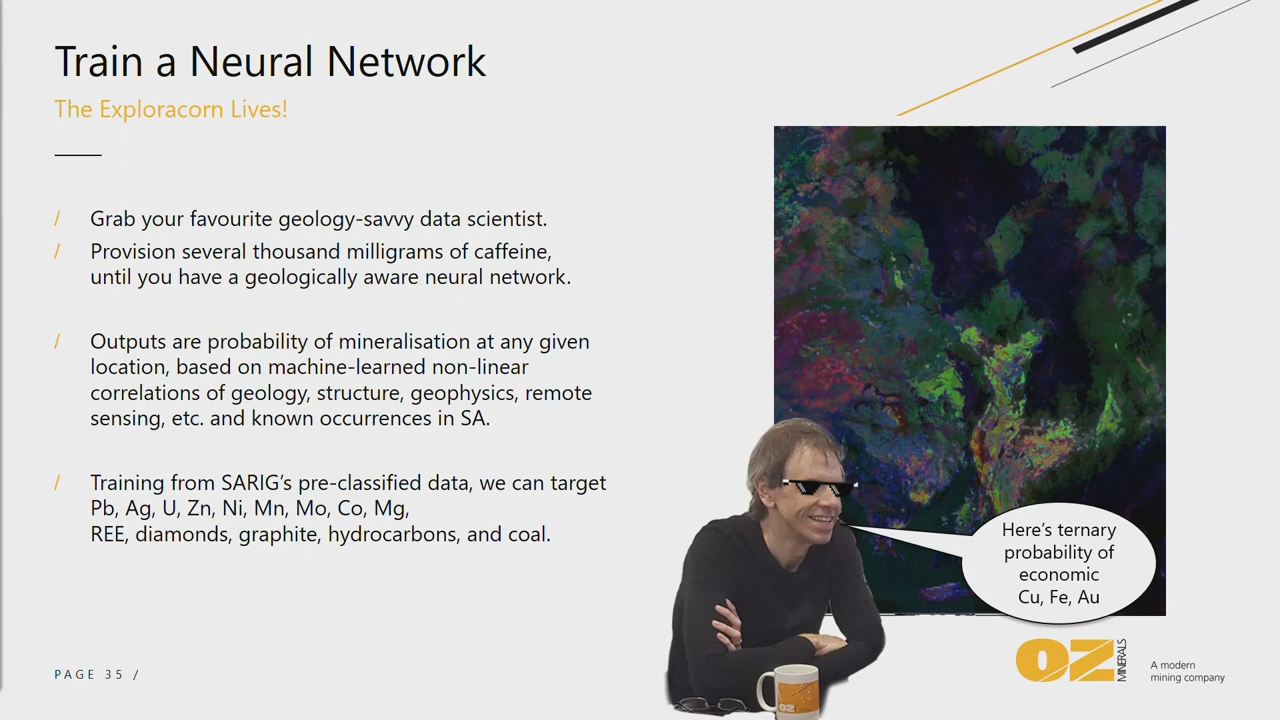 Train a Neural Network
The Exploracorn Lives!
/ Grab your favourite geology-savvy data scientist.
/ Provision several thousand milligrams of caffeine,
until you have a geologically aware neural network.
/ Outputs are probability of mineralisation at any given
location, based on machine-learned non-linear
correlations of geology, structure, geophysics, remote
sensing, etc. and known occurrences in SA.
/ Training from SARIG’s pre-classified data, we can target
Pb, Ag, U, Zn, Ni, Mn, Mo, Co, Mg,
REE, diamonds, graphite, hydrocarbons, and coal.
Here’s ternary
probability of
economic
Cu, Fe, Au
OZ
PAGE 35 /
OZ MINERALS
A modern
mining company